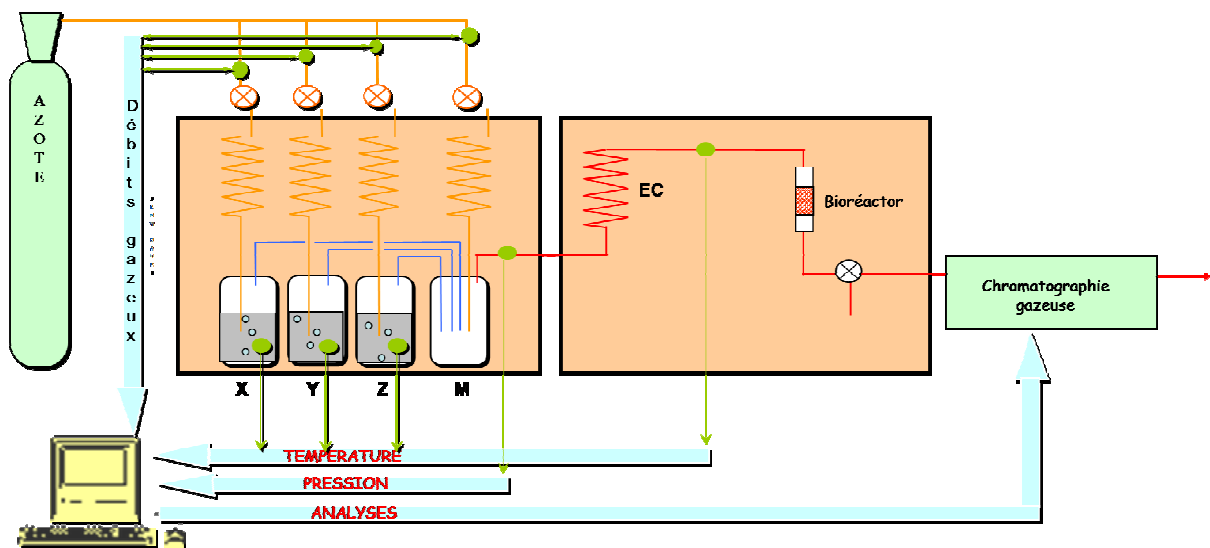 AZOTE
Débits gazeux
EC
Bioréactor
Chromatographie
gazeuse
X
Y
Z
M
TEMPERATURE
PRESSION
ANALYSES